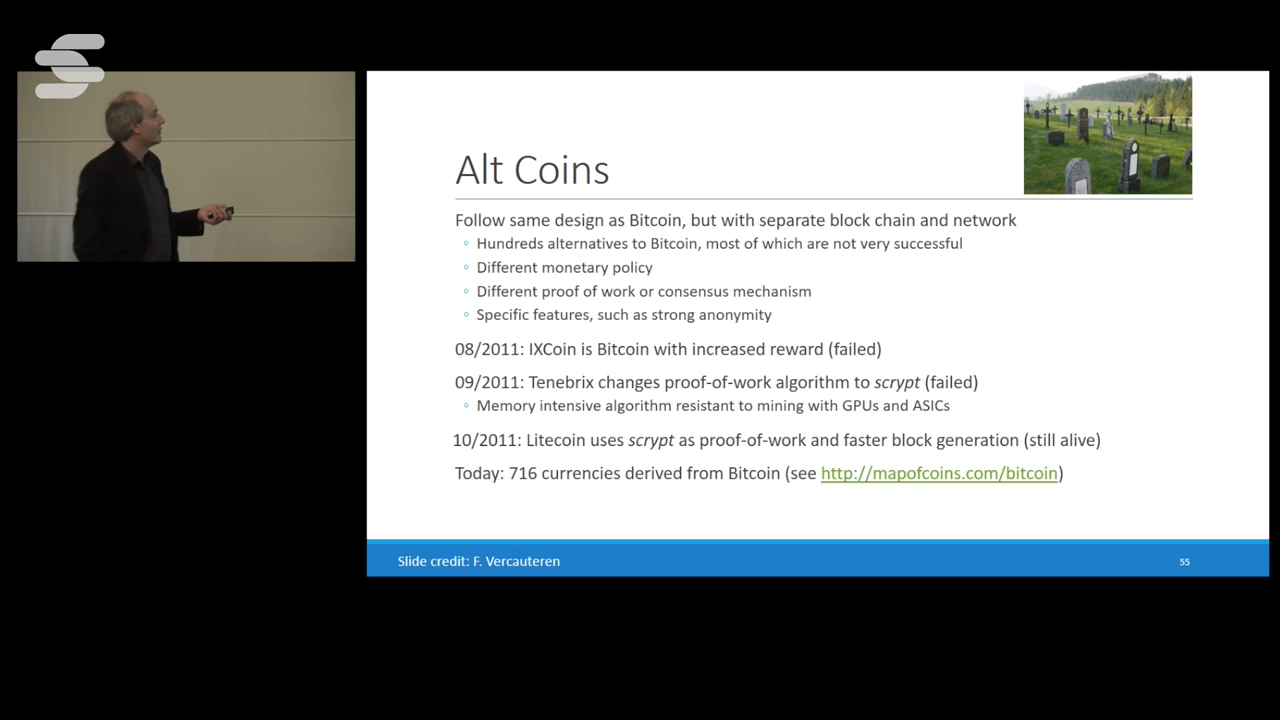 Alt Coins
Follow same design as Bitcoin, but with separate block chain and network
Hundreds alternatives to Bitcoin, most of which are not very successful
Different monetary policy
Different proof of work or consensus mechanism
Specific features, such as strong anonymity
08/2011: IXCoin is Bitcoin with increased reward (failed)
09/2011: Tenebrix changes proof-of-work algorithm to scrypt (failed)
Memory intensive algorithm resistant to mining with GPUs and ASICs
10/2011: Litecoin uses scrypt as proof-of-work and faster block generation (still alive)
Today: 716 currencies derived from Bitcoin (see http://mapofcoins.com/bitcoin)
Slide credit: F. Vercauteren
55